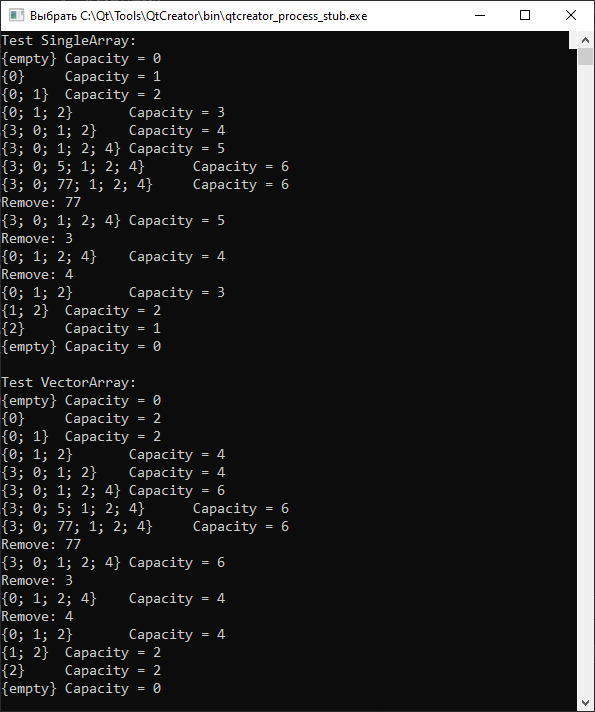 Выбрать C:\Qt\Tools\QtCreator\bin\qtcreator_process_stub.exe
Test SingleArray:
{empty} Capacity = 0
{0}     Capacity = 1
{0; 1}  Capacity = 2
{0; 1; 2}       Capacity = 3
{3; 0; 1; 2}    Capacity = 4
{3; 0; 1; 2; 4} Capacity = 5
{3; 0; 5; 1; 2; 4}      Capacity = 6
{3; 0; 77; 1; 2; 4}     Capacity = 6
Remove: 77
{3; 0; 1; 2; 4} Capacity = 5
Remove: 3
{0; 1; 2; 4}    Capacity = 4
Remove: 4
{0; 1; 2}       Capacity = 3
{1; 2}  Capacity = 2
{2}     Capacity = 1
{empty} Capacity = 0

Test VectorArray:
{empty} Capacity = 0
{0}     Capacity = 2
{0; 1}  Capacity = 2
{0; 1; 2}       Capacity = 4
{3; 0; 1; 2}    Capacity = 4
{3; 0; 1; 2; 4} Capacity = 6
{3; 0; 5; 1; 2; 4}      Capacity = 6
{3; 0; 77; 1; 2; 4}     Capacity = 6
Remove: 77
{3; 0; 1; 2; 4} Capacity = 6
Remove: 3
{0; 1; 2; 4}    Capacity = 4
Remove: 4
{0; 1; 2}       Capacity = 4
{1; 2}  Capacity = 2
{2}     Capacity = 2
{empty} Capacity = 0